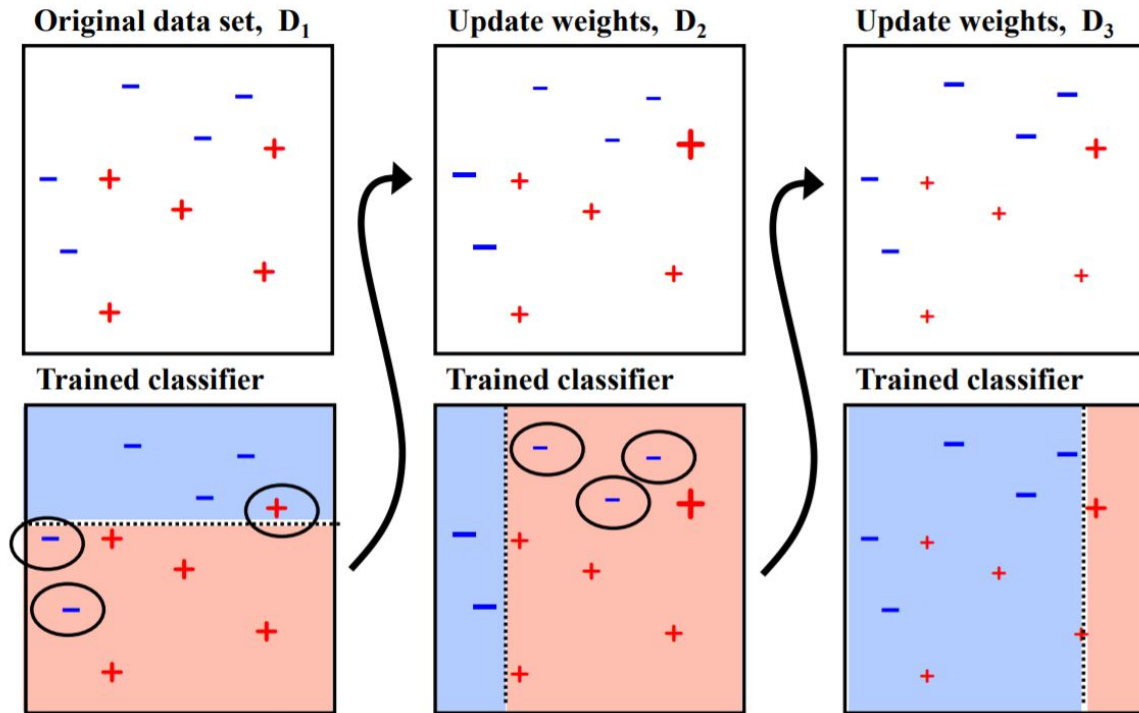 Original data set, D₁
Update weights, D₂
Update weights, D₃
Trained classifier
Trained classifier
Trained classifier